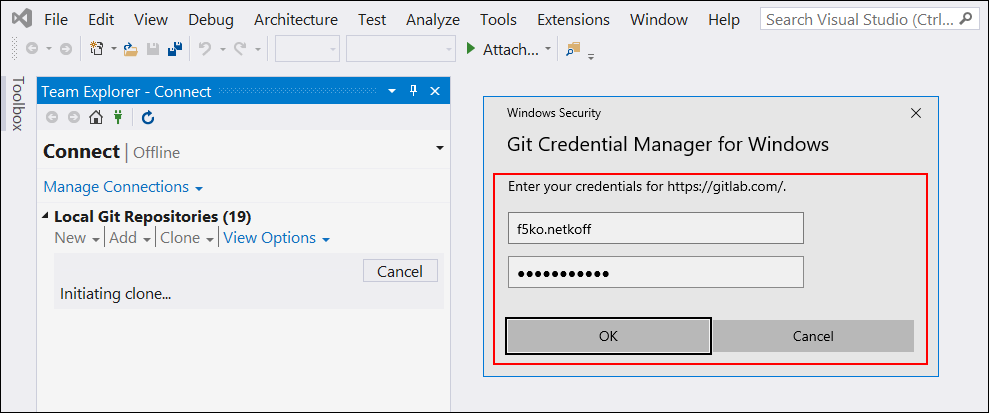 File Edit View Debug Architecture Test Analyze Tools Extensions Window Help Search Visual Studio (Ctrl...
Attach...
Toolbox
Team Explorer - Connect
Connect | Offline
Manage Connections
Local Git Repositories (19)
New | Add | Clone | View Options
Cancel
Initiating clone...
Windows Security
Git Credential Manager for Windows
Enter your credentials for https://gitlab.com/.
f5ko.netkoff
●●●●●●●●●●●
OK Cancel